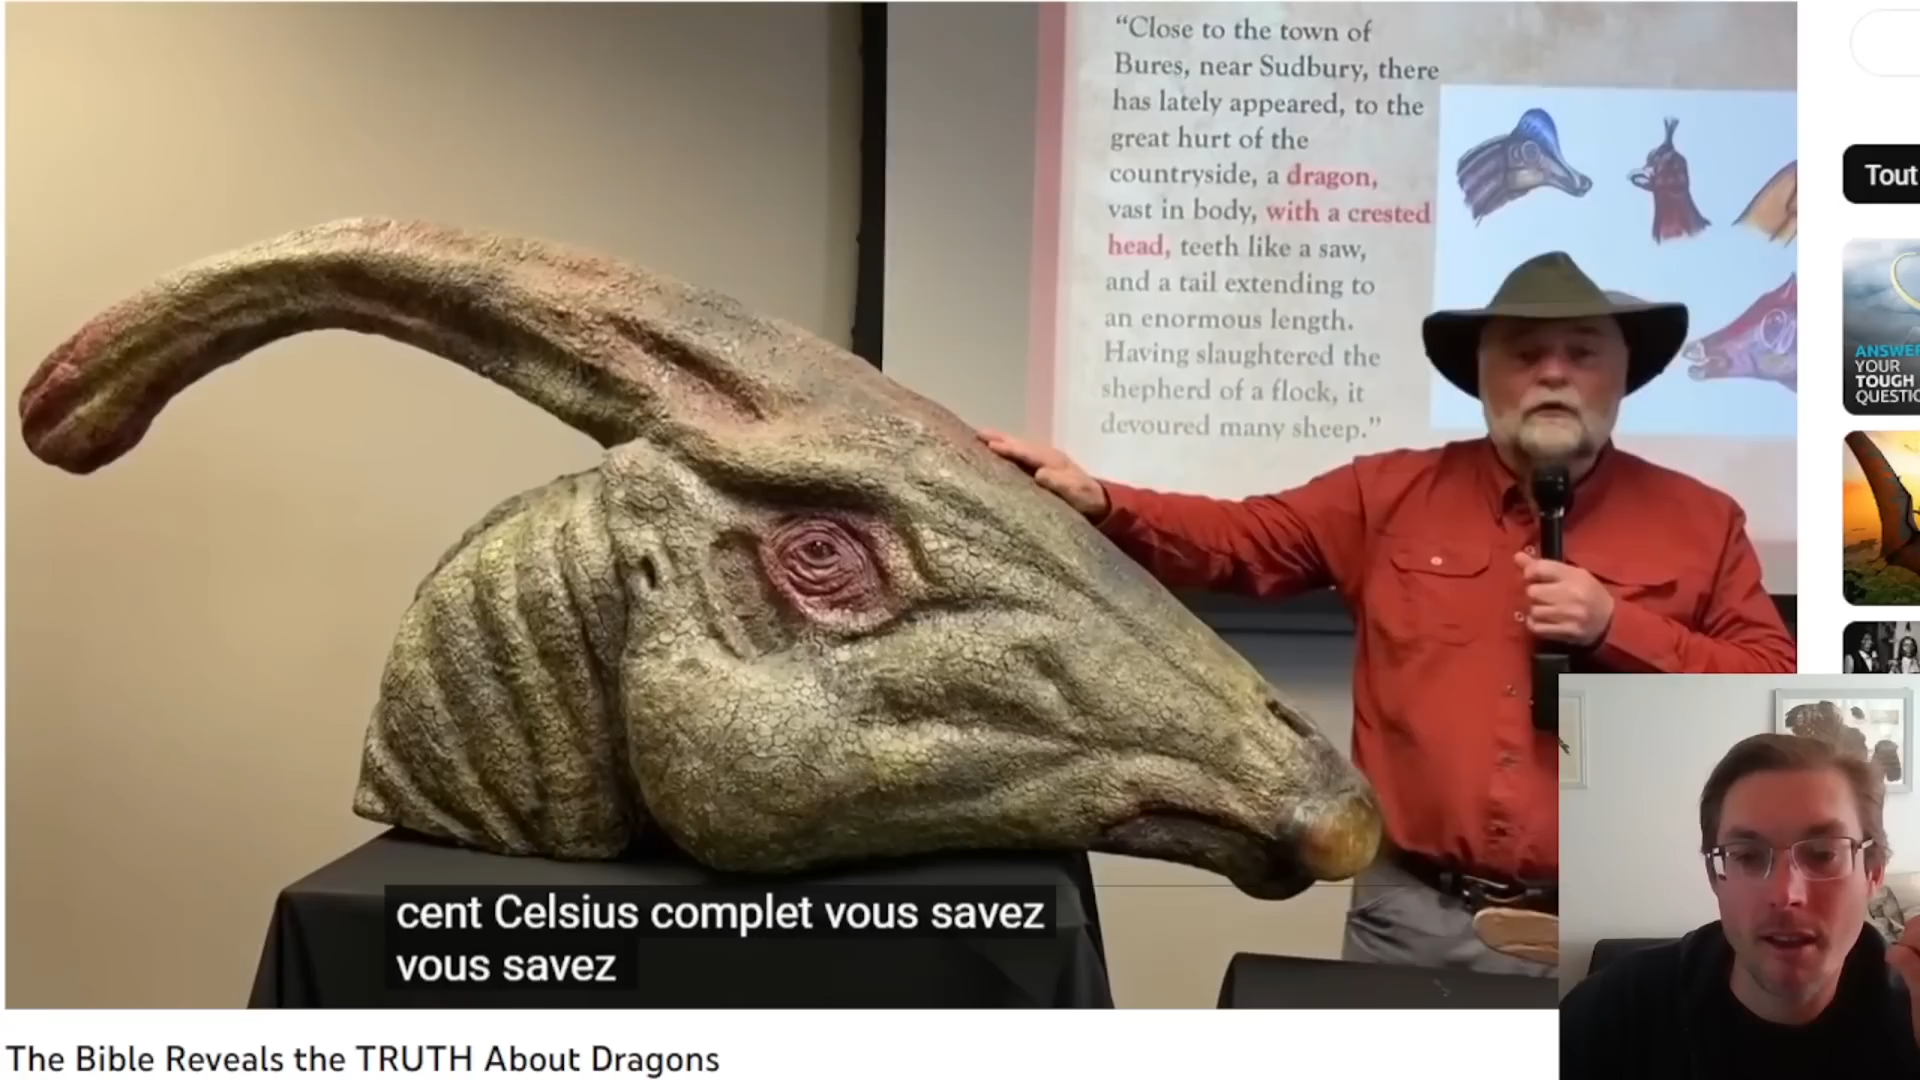 “Close to the town of
Bures, near Sudbury, there
has lately appeared, to the
great hurt of the
countryside, a dragon,
vast in body, with a crested
head, teeth like a saw,
and a tail extending to
an enormous length.
Having slaughtered the
shepherd of a flock, it
devoured many sheep.”
Tout
ANSWER
YOUR
TOUGH
QUESTIO
cent Celsius complet vous savez
vous savez
The Bible Reveals the TRUTH About Dragons